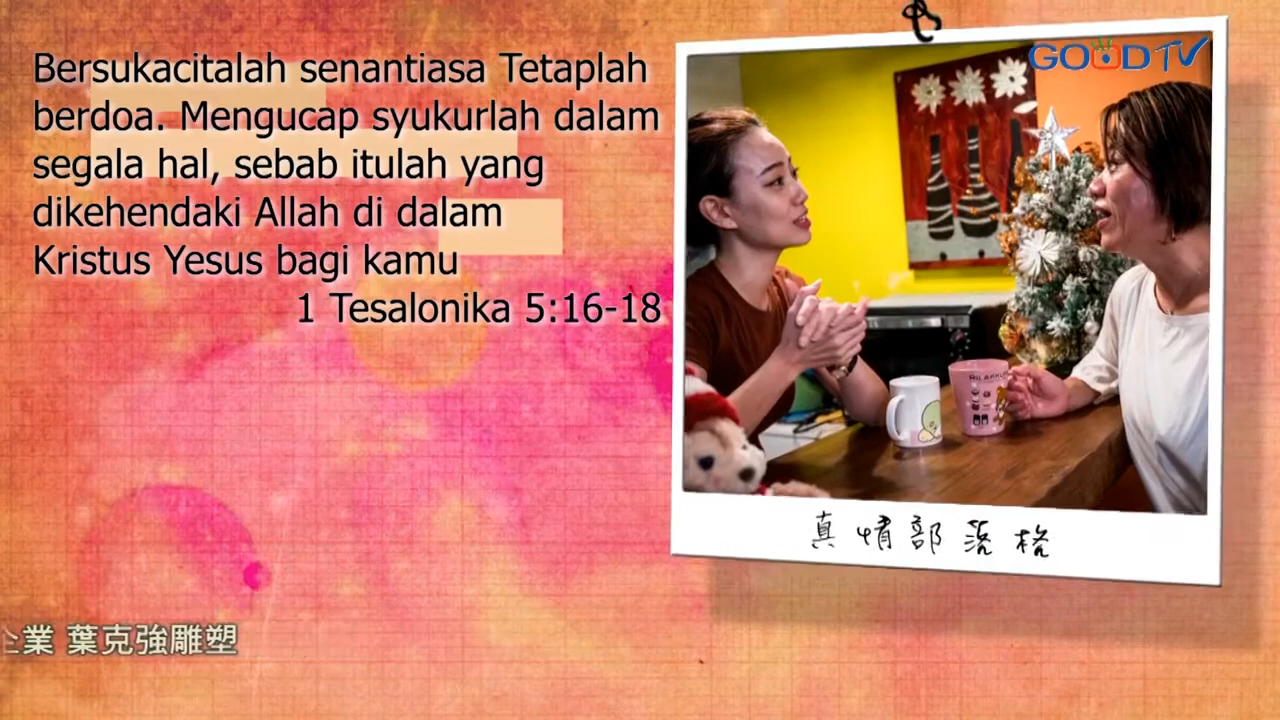 Bersukacitalah senantiasa Tetaplah
berdoa. Mengucap syukurlah dalam
segala hal, sebab itulah yang
dikehendaki Allah di dalam
Kristus Yesus bagi kamu
1 Tesalonika 5:16-18
GOODTV
真情部落格
業 葉克強雕塑